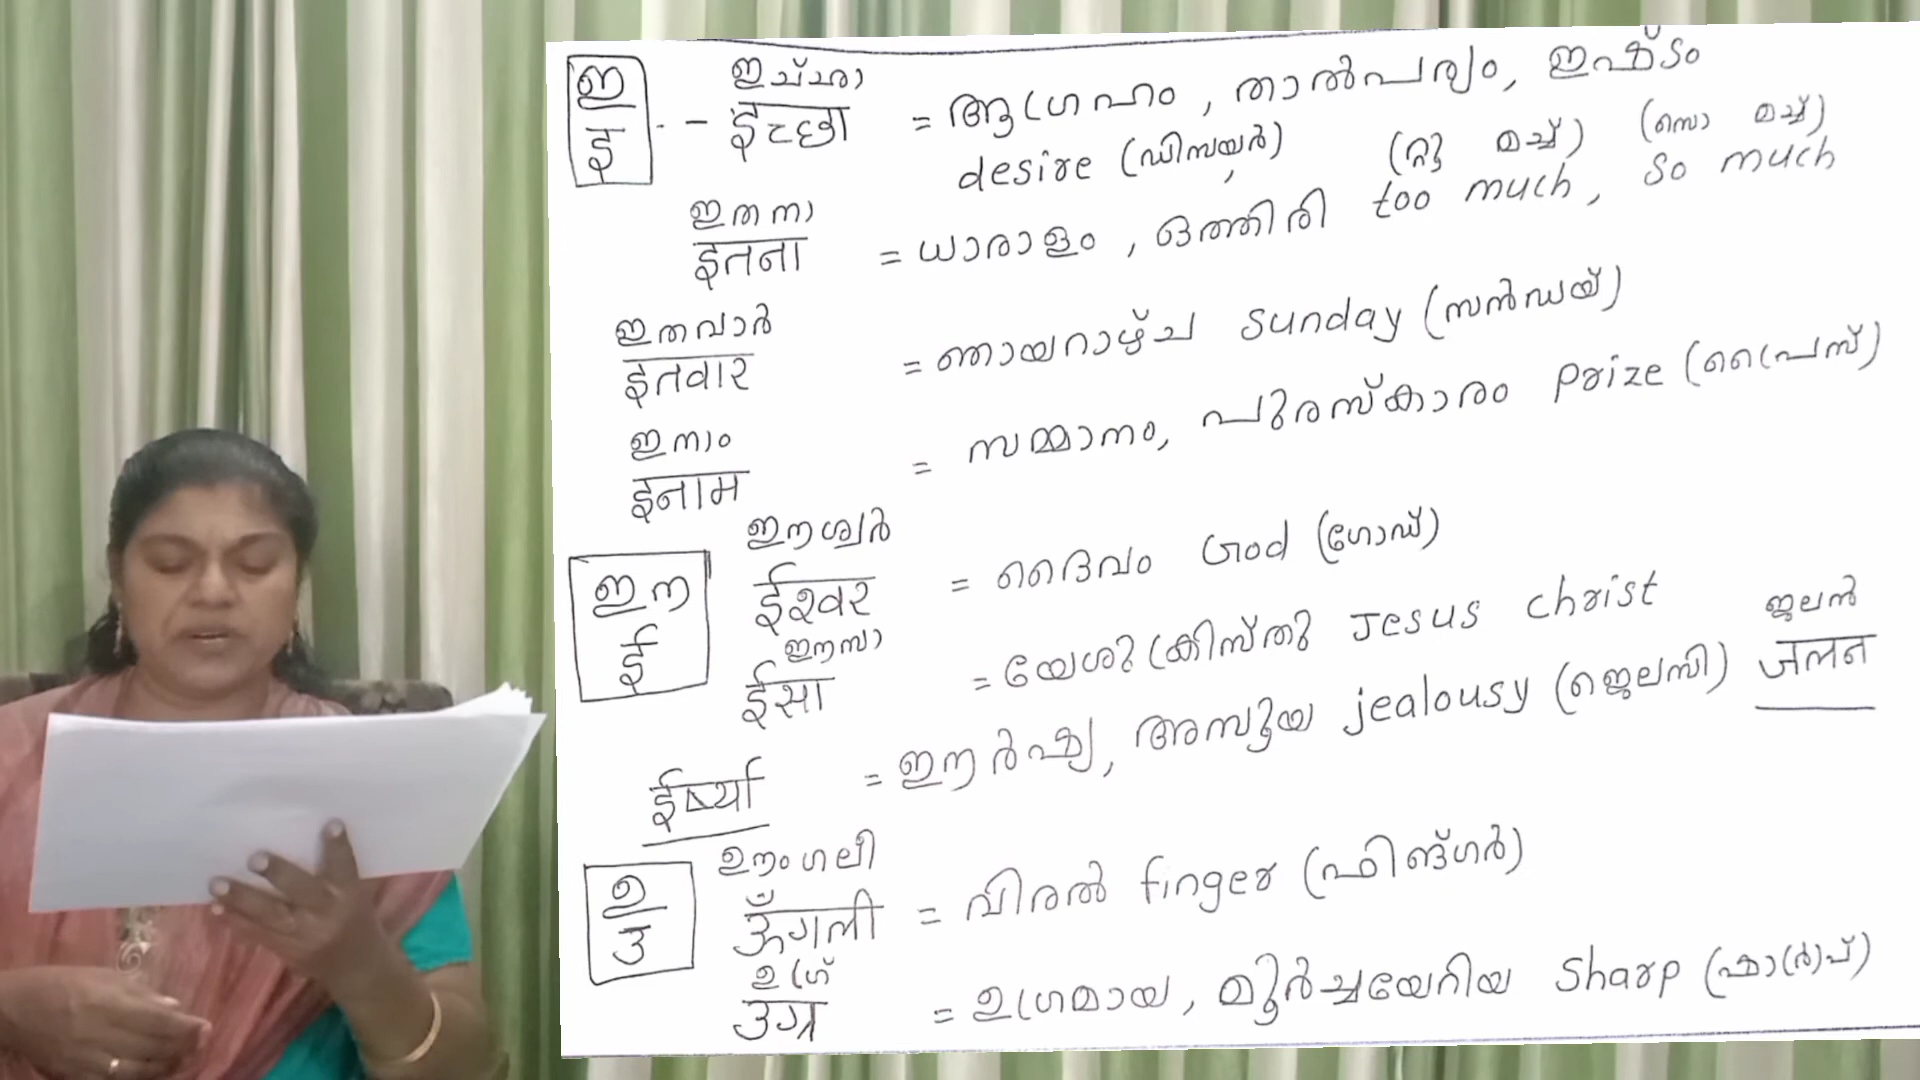 ഇ
इ
ഇച്ഛാ
- इच्छा = ആഗ്രഹം, താൽപര്യം, ഇഷ്ടം
desire (ഡിസയർ)
(റ്റൂ മച്ച്) (സൊ മച്ച്)
ഇതനാ
इतना = ധാരാളം, ഒത്തിരി too much, so much
ഇതവാർ
इतवार = ഞായറാഴ്ച Sunday (സൻഡയ്)
ഇനാം
इनाम = സമ്മാനം, പുരസ്കാരം prize (പ്രൈസ്)
ഈ
ई
ഈശ്വർ
ईश्वर = ദൈവം God (ഗോഡ്)
ഈസാ
ईसा = യേശു ക്രിസ്തു Jesus christ
ജലൻ
ईर्ष्या = ഈർഷ്യ, അസൂയ jealousy (ജെലസി) जलन
ഉ
उ
ഊംഗലീ
ऊँगली = വിരൽ finger (ഫിങ്ഗർ)
ഉഗ്ര്
उग्र = ഉഗ്രമായ, മൂർച്ചയേറിയ Sharp (ഷാർപ്)